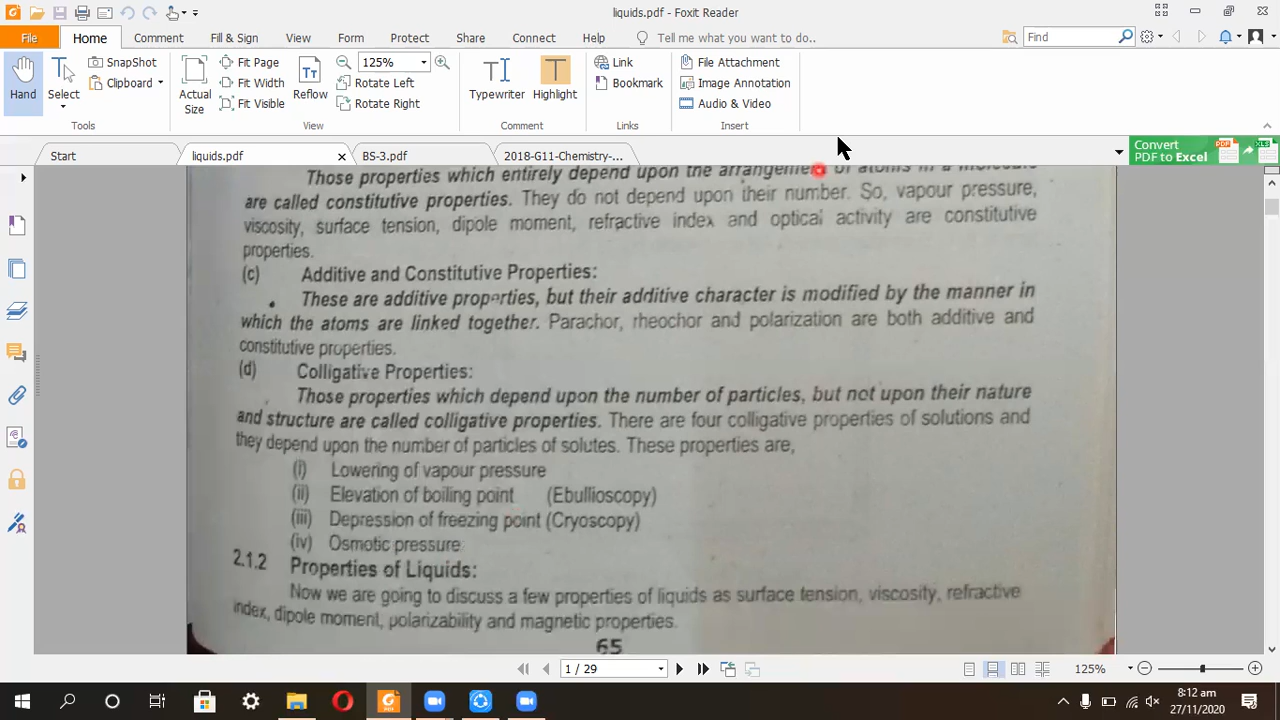 liquids.pdf - Foxit Reader
File Home Comment Fill & Sign View Form Protect Share Connect Help Tell me what you want to do.. Find
Hand
Select
SnapShot
Clipboard
Tools
Actual
Size
Fit Page
Fit Width
Fit Visible
Reflow
125%
Rotate Left
Rotate Right
View
Typewriter
Highlight
Comment
Link
Bookmark
Links
File Attachment
Image Annotation
Audio & Video
Insert
Start liquids.pdf BS-3.pdf 2018-G11-Chemistry-...
Convert
PDF to Excel
Those properties which entirely depend upon the arrangement of atoms in a molecule
are called constitutive properties. They do not depend upon their number. So, vapour pressure,
viscosity, surface tension, dipole moment, refractive index and optical activity are constitutive
properties.
(c) Additive and Constitutive Properties:
These are additive properties, but their additive character is modified by the manner in
which the atoms are linked together. Parachor, rheochor and polarization are both additive and
constitutive properties.
(d) Colligative Properties:
Those properties which depend upon the number of particles, but not upon their nature
and structure are called colligative properties. There are four colligative properties of solutions and
they depend upon the number of particles of solutes. These properties are,
(i) Lowering of vapour pressure
(ii) Elevation of boiling point (Ebullioscopy)
(iii) Depression of freezing point (Cryoscopy)
(iv) Osmotic pressure
2.1.2 Properties of Liquids:
Now we are going to discuss a few properties of liquids as surface tension, viscosity, refractive
index, dipole moment, polarizability and magnetic properties.
65
1 / 29
125%
8:12 am
27/11/2020